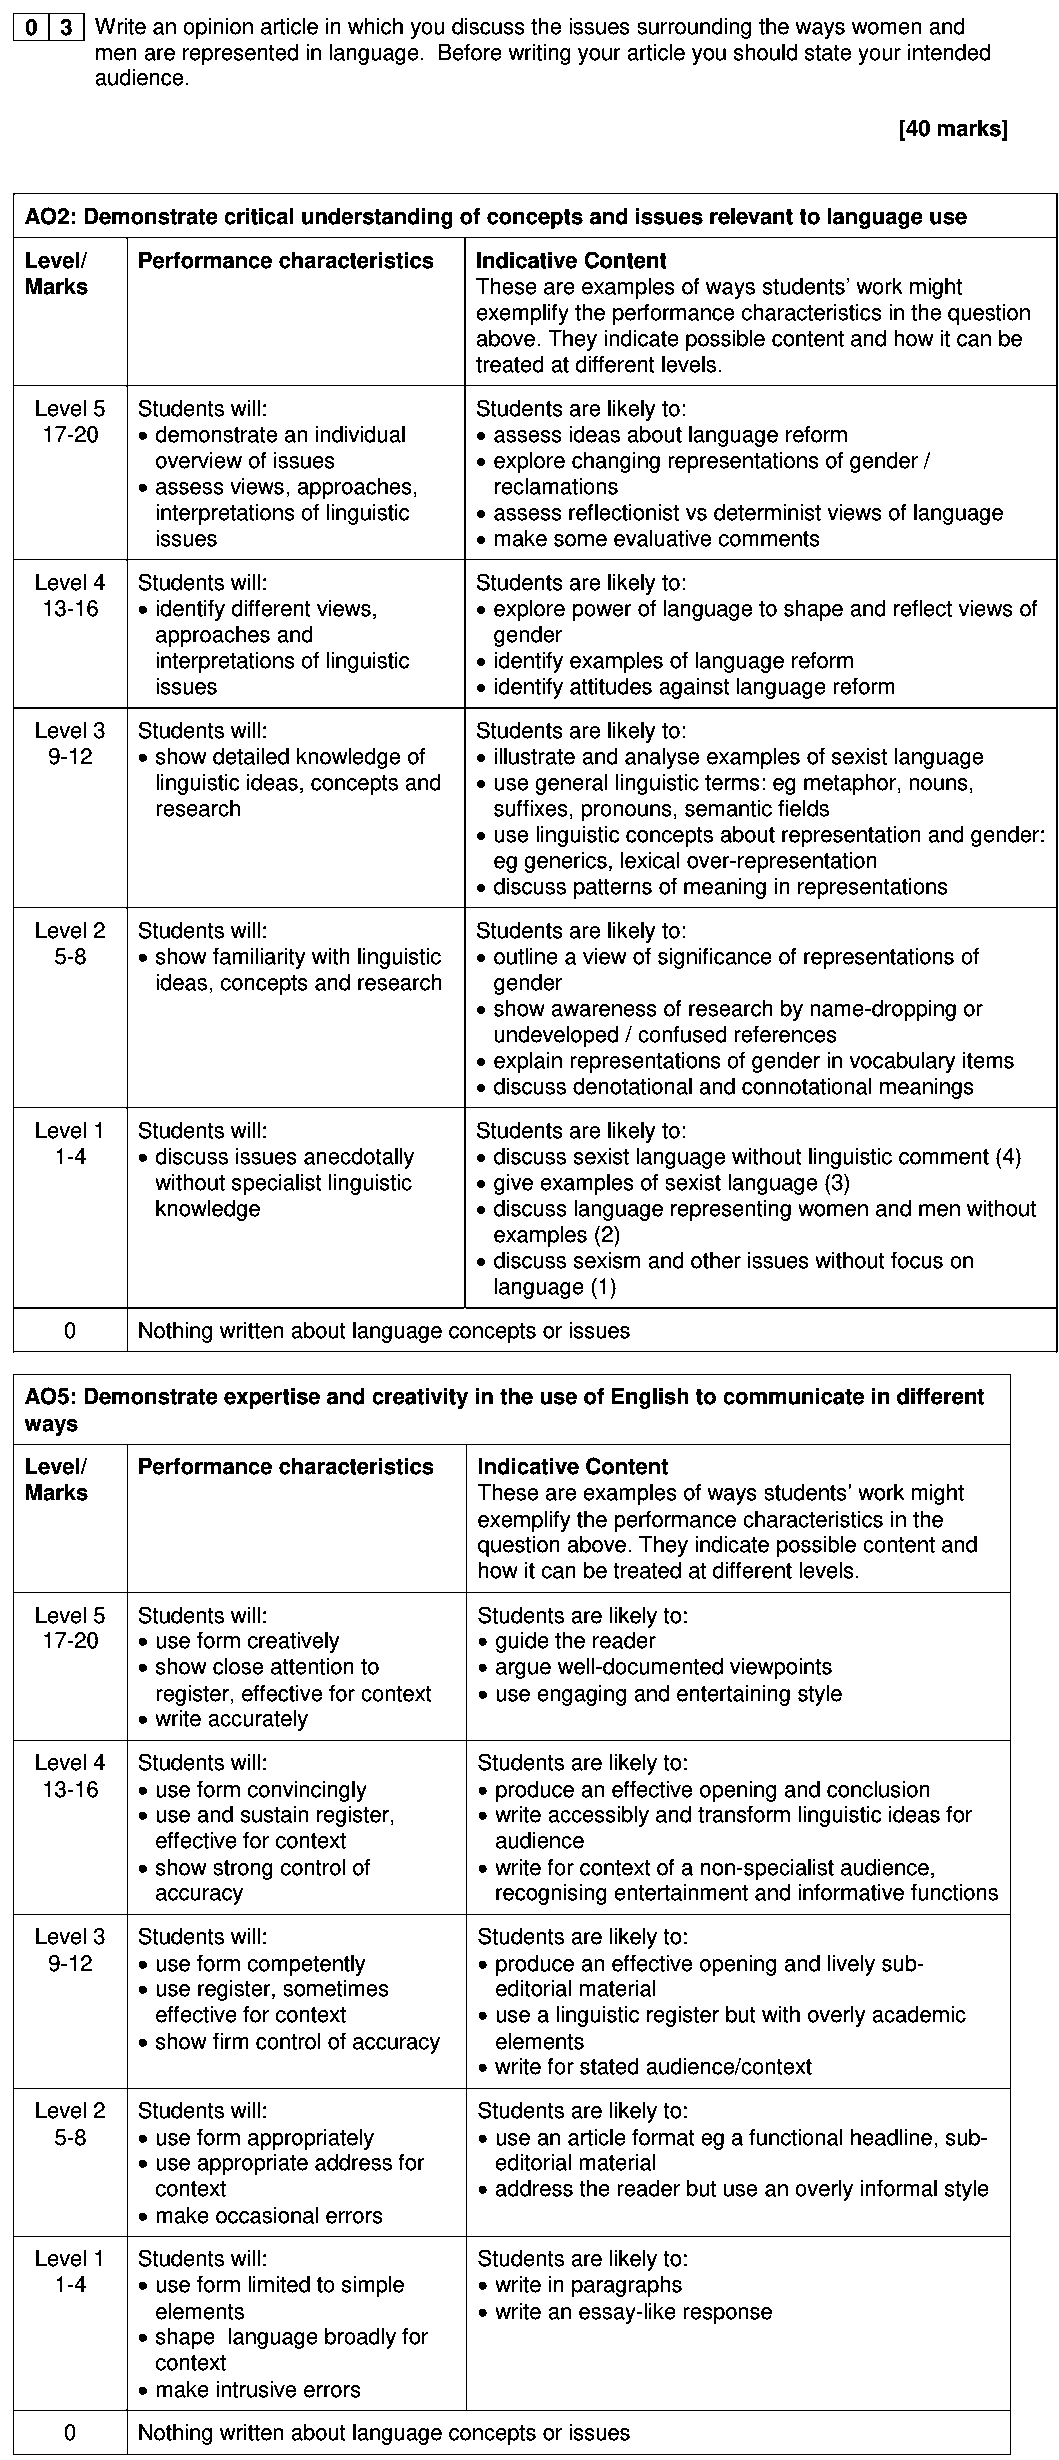 0 3 Write an opinion article in which you discuss the issues surrounding the ways women and
men are represented in language. Before writing your article you should state your intended
audience.
[40 marks]
AO2: Demonstrate critical understanding of concepts and issues relevant to language use
Level/
Marks
Performance characteristics
Indicative Content
These are examples of ways students' work might
exemplify the performance characteristics in the question
above. They indicate possible content and how it can be
treated at different levels.
Level 5
17-20
Students will:
• demonstrate an individual
overview of issues
• assess views, approaches,
interpretations of linguistic
issues
Students are likely to:
• assess ideas about language reform
• explore changing representations of gender /
reclamations
• assess reflectionist vs determinist views of language
• make some evaluative comments
Level 4
13-16
Students will:
• identify different views,
approaches and
interpretations of linguistic
issues
Students are likely to:
• explore power of language to shape and reflect views of
gender
• identify examples of language reform
• identify attitudes against language reform
Level 3
9-12
Students will:
• show detailed knowledge of
linguistic ideas, concepts and
research
Students are likely to:
• illustrate and analyse examples of sexist language
• use general linguistic terms: eg metaphor, nouns,
suffixes, pronouns, semantic fields
• use linguistic concepts about representation and gender:
eg generics, lexical over-representation
• discuss patterns of meaning in representations
Level 2
5-8
Students will:
• show familiarity with linguistic
ideas, concepts and research
Students are likely to:
• outline a view of significance of representations of
gender
• show awareness of research by name-dropping or
undeveloped / confused references
• explain representations of gender in vocabulary items
• discuss denotational and connotational meanings
Level 1
1-4
Students will:
• discuss issues anecdotally
without specialist linguistic
knowledge
Students are likely to:
• discuss sexist language without linguistic comment (4)
• give examples of sexist language (3)
• discuss language representing women and men without
examples (2)
• discuss sexism and other issues without focus on
language (1)
0
Nothing written about language concepts or issues
AO5: Demonstrate expertise and creativity in the use of English to communicate in different
ways
Level/
Marks
Performance characteristics
Indicative Content
These are examples of ways students' work might
exemplify the performance characteristics in the
question above. They indicate possible content and
how it can be treated at different levels.
Level 5
17-20
Students will:
• use form creatively
• show close attention to
register, effective for context
• write accurately
Students are likely to:
• guide the reader
• argue well-documented viewpoints
• use engaging and entertaining style
Level 4
13-16
Students will:
• use form convincingly
• use and sustain register,
effective for context
• show strong control of
accuracy
Students are likely to:
• produce an effective opening and conclusion
• write accessibly and transform linguistic ideas for
audience
• write for context of a non-specialist audience,
recognising entertainment and informative functions
Level 3
9-12
Students will:
• use form competently
• use register, sometimes
effective for context
• show firm control of accuracy
Students are likely to:
• produce an effective opening and lively sub-
editorial material
• use a linguistic register but with overly academic
elements
• write for stated audience/context
Level 2
5-8
Students will:
• use form appropriately
• use appropriate address for
context
• make occasional errors
Students are likely to:
• use an article format eg a functional headline, sub-
editorial material
• address the reader but use an overly informal style
Level 1
1-4
Students will:
• use form limited to simple
elements
• shape language broadly for
context
• make intrusive errors
Students are likely to:
• write in paragraphs
• write an essay-like response
0
Nothing written about language concepts or issues